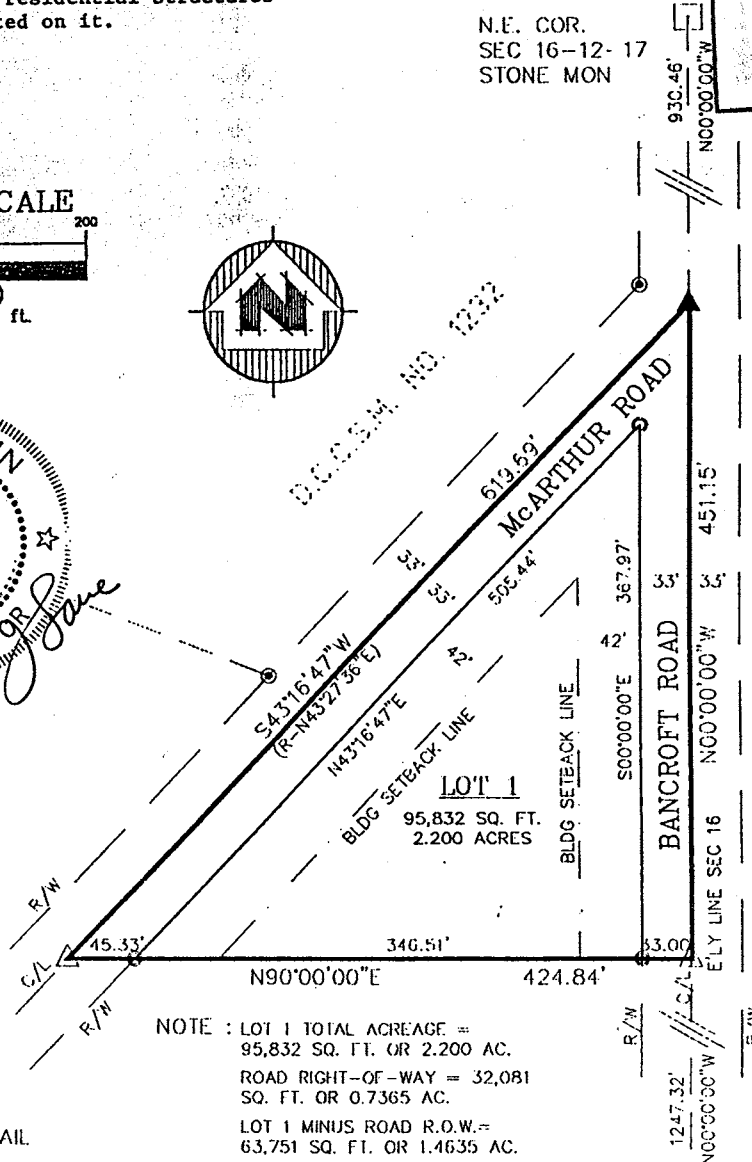 residential structures
ted on it.
N.E. COR.
SEC 16-12-17
STONE MON
930.46'
N00°00'00"W
CALE
200
ft.
N
D.C.C.S.M. NO. 1232
619.69'
McARTHUR ROAD
33'
33'
505.44'
42'
S43°16'47"W
(R-N43°27'36"E)
N43°16'47"E
BLDG SETBACK LINE
LOT 1
95,832 SQ. FT.
2.200 ACRES
BLDG SETBACK LINE
367.97'
42'
S00°00'00"E
33'
33'
451.15'
BANCROFT ROAD
N00°00'00"W
E'LY LINE SEC 16
OR
Lane
R/W
C/L
R/W
45.33'
346.51'
33.00
N90°00'00"E
424.84'
R/W
C/L
R/W
1247.32'
N00°00'00"W
NOTE : LOT 1 TOTAL ACREAGE =
95,832 SQ. FT. OR 2.200 AC.
ROAD RIGHT-OF-WAY = 32,081
SQ. FT. OR 0.7365 AC.
LOT 1 MINUS ROAD R.O.W.=
63,751 SQ. FT. OR 1.4635 AC.
AIL